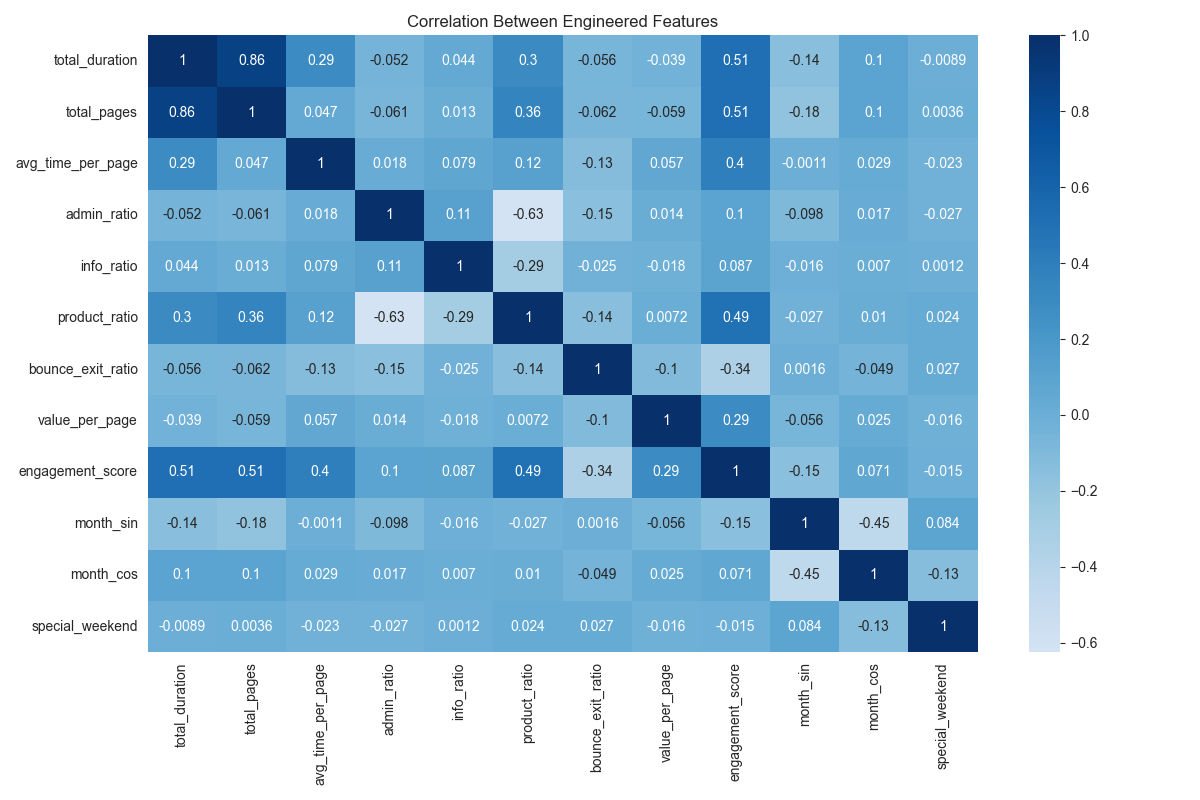 Correlation Between Engineered Features
total_duration 1 0.86 0.29 -0.052 0.044 0.3 -0.056 -0.039 0.51 -0.14 0.1 -0.0089
total_pages 0.86 1 0.047 -0.061 0.013 0.36 -0.062 -0.059 0.51 -0.18 0.1 0.0036
avg_time_per_page 0.29 0.047 1 0.018 0.079 0.12 -0.13 0.057 0.4 -0.0011 0.029 -0.023
admin_ratio -0.052 -0.061 0.018 1 0.11 -0.63 -0.15 0.014 0.1 -0.098 0.017 -0.027
info_ratio 0.044 0.013 0.079 0.11 1 -0.29 -0.025 -0.018 0.087 -0.016 0.007 0.0012
product_ratio 0.3 0.36 0.12 -0.63 -0.29 1 -0.14 0.0072 0.49 -0.027 0.01 0.024
bounce_exit_ratio -0.056 -0.062 -0.13 -0.15 -0.025 -0.14 1 -0.1 -0.34 0.0016 -0.049 0.027
value_per_page -0.039 -0.059 0.057 0.014 -0.018 0.0072 -0.1 1 0.29 -0.056 0.025 -0.016
engagement_score 0.51 0.51 0.4 0.1 0.087 0.49 -0.34 0.29 1 -0.15 0.071 -0.015
month_sin -0.14 -0.18 -0.0011 -0.098 -0.016 -0.027 0.0016 -0.056 -0.15 1 -0.45 0.084
month_cos 0.1 0.1 0.029 0.017 0.007 0.01 -0.049 0.025 0.071 -0.45 1 -0.13
special_weekend -0.0089 0.0036 -0.023 -0.027 0.0012 0.024 0.027 -0.016 -0.015 0.084 -0.13 1
total_duration
total_pages
avg_time_per_page
admin_ratio
info_ratio
product_ratio
bounce_exit_ratio
value_per_page
engagement_score
month_sin
month_cos
special_weekend
1.0
0.8
0.6
0.4
0.2
0.0
−0.2
−0.4
−0.6